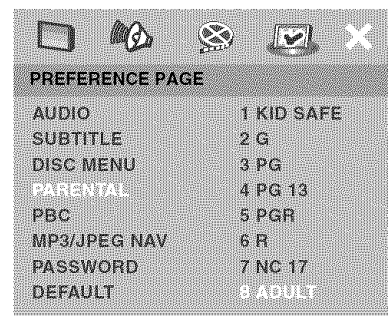 PREFERENCE PAGE
AUDIO 1 KID SAFE
SUBTITLE 2 G
DISC MENU 3 PG
PARENTAL 4 PG 13
PBC 5 PGR
MP3/JPEG NAV 6 R
PASSWORD 7 NC 17
DEFAULT 8 ADULT